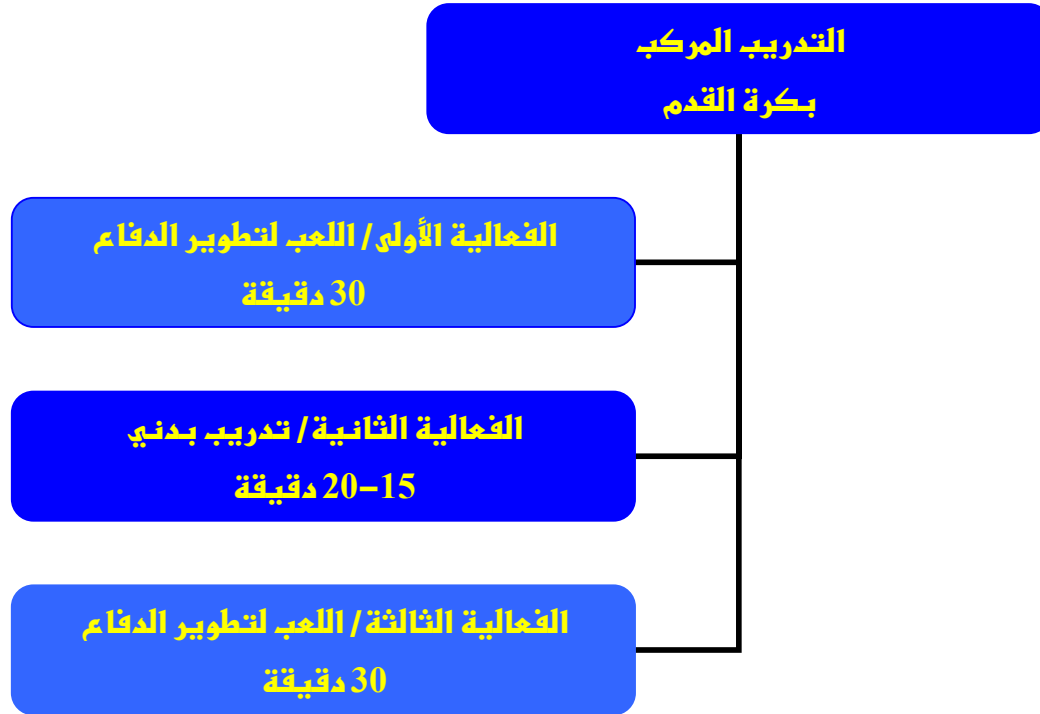 التدريب المركب
بكرة القدم
الفعالية الأولى/ اللعب لتطوير الدفاع
30 دقيقة
الفعالية الثانية/ تدريب بدني
15–20 دقيقة
الفعالية الثالثة/ اللعب لتطوير الدفاع
30 دقيقة